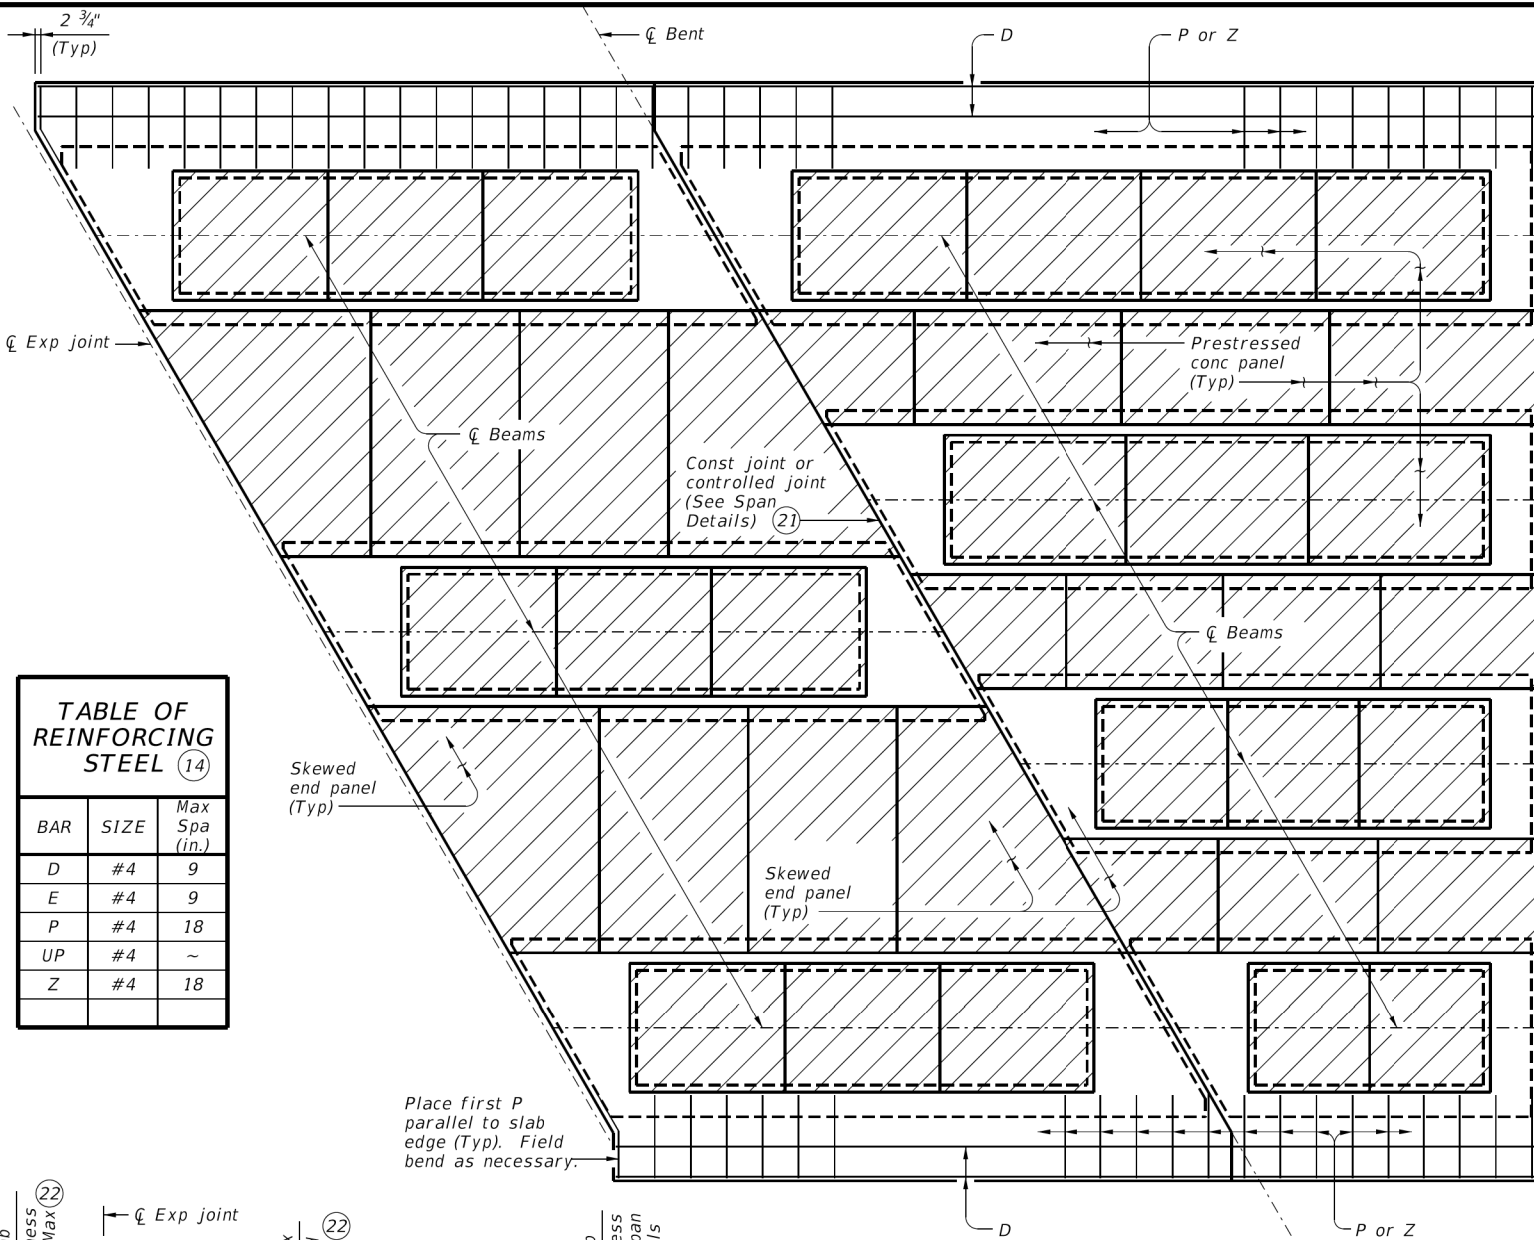 2 ¾"
(Typ)
℄ Bent
D
P or Z
℄ Exp joint
Prestressed
conc panel
(Typ)
℄ Beams
Const joint or
controlled joint
(See Span
Details) 21
℄ Beams
TABLE OF
REINFORCING
STEEL 14
BAR SIZE Max Spa (in.)
D #4 9
E #4 9
P #4 18
UP #4 ~
Z #4 18
Skewed
end panel
(Typ)
Skewed
end panel
(Typ)
Place first P
parallel to slab
edge (Typ). Field
bend as necessary.
D
P or Z
22
Max
℄ Exp joint
22